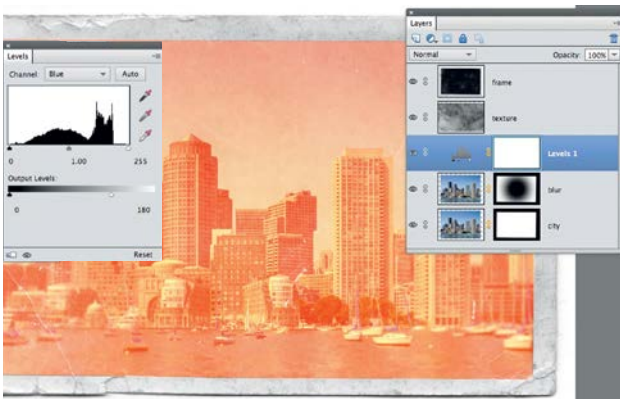 Levels
Channel: Blue Auto
0 1.00 255
Output Levels:
0 180
Reset
Layers
Normal Opacity: 100%
frame
texture
Levels 1
blur
city